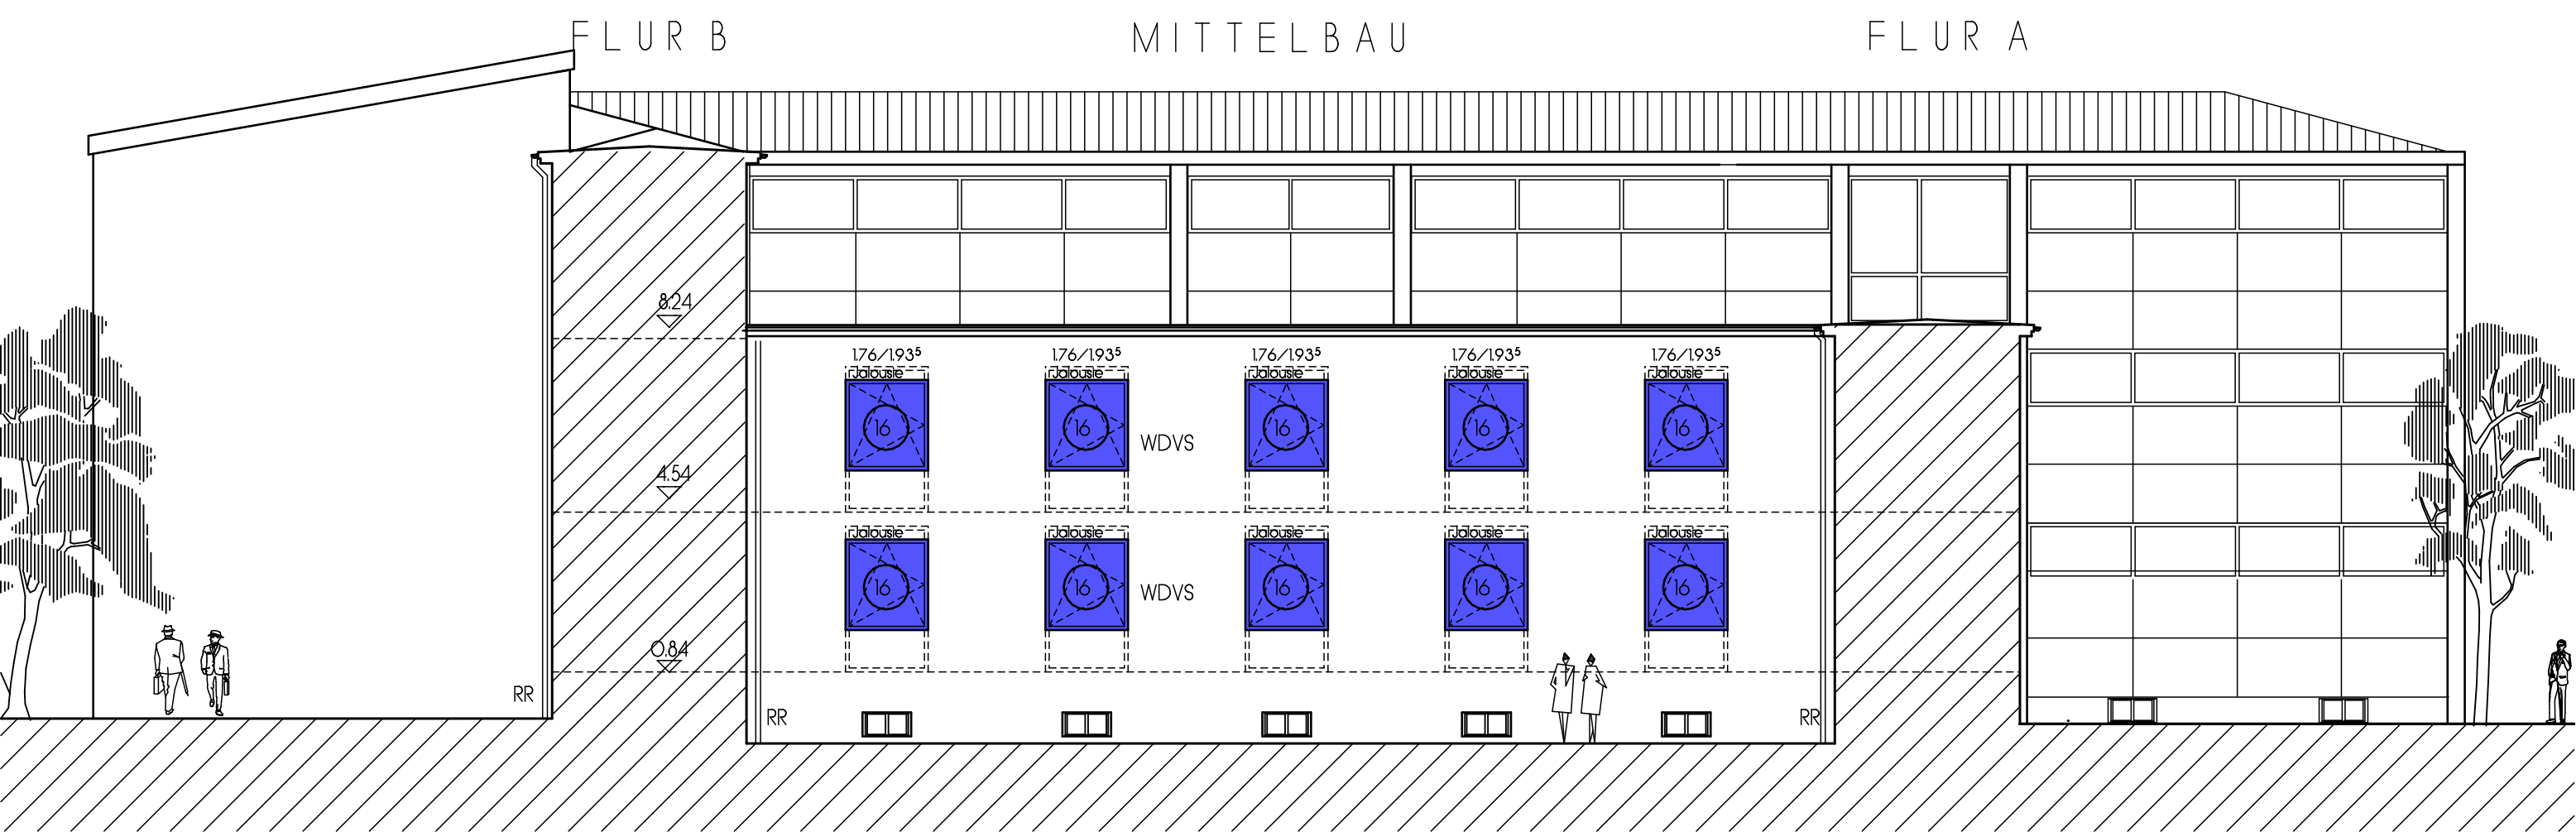 FLUR B MITTELBAU FLUR A
8.24
1.76/1.93⁵ 1.76/1.93⁵ 1.76/1.93⁵ 1.76/1.93⁵ 1.76/1.93⁵
Jalousie Jalousie Jalousie Jalousie Jalousie
16 16 16 16 16
WDVS
4.54
Jalousie Jalousie Jalousie Jalousie Jalousie
16 16 16 16 16
WDVS
0.84
RR
RR RR